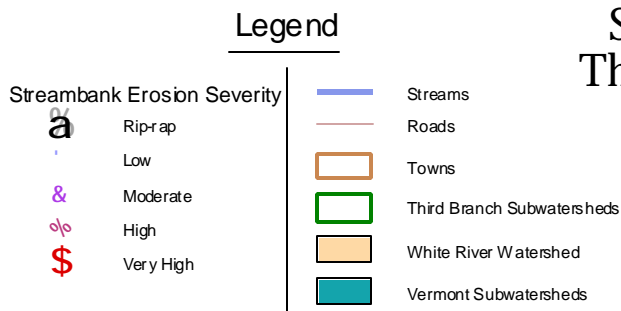 Legend
Streambank Erosion Severity
% a Rip-rap
' Low
& Moderate
% High
$ Very High
Streams
Roads
Towns
Third Branch Subwatersheds
White River Watershed
Vermont Subwatersheds
S
Th